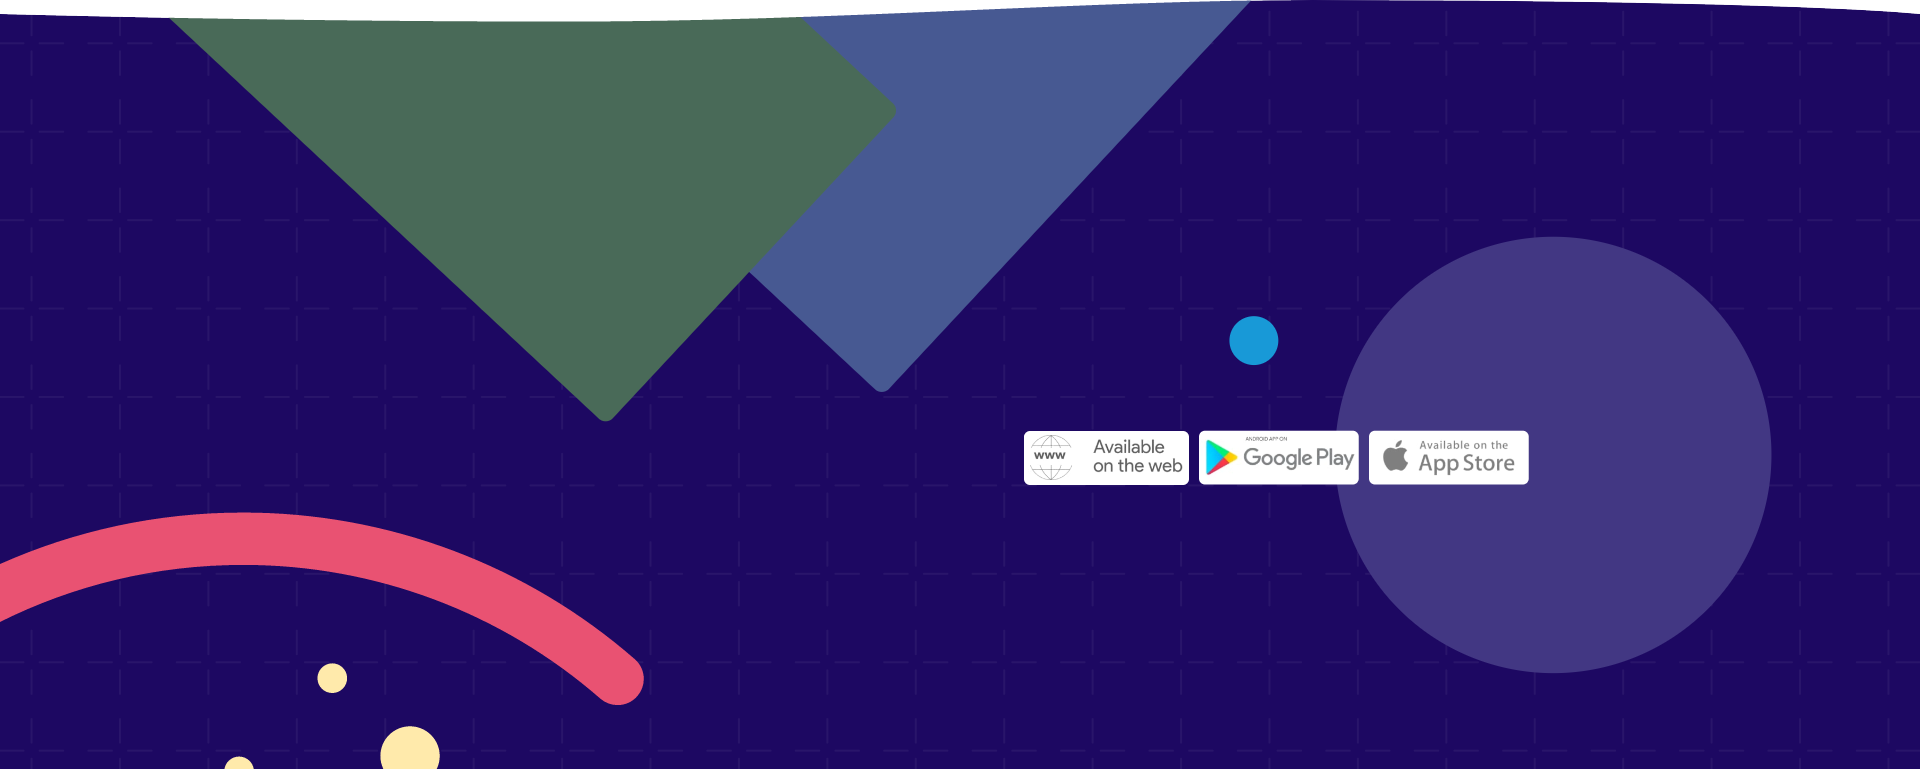 www
Available
on the web
ANDROID APP ON
Google Play
Available on the
App Store